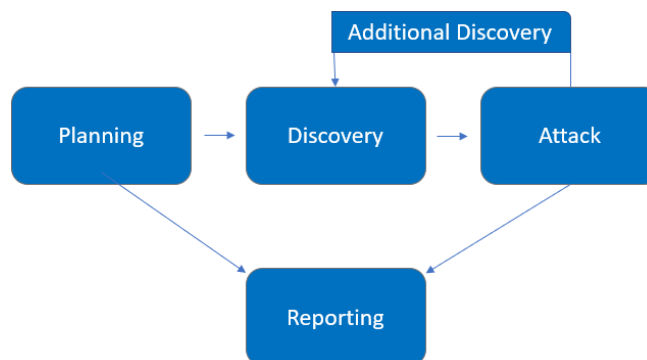 Additional Discovery
Planning
Discovery
Attack
Reporting